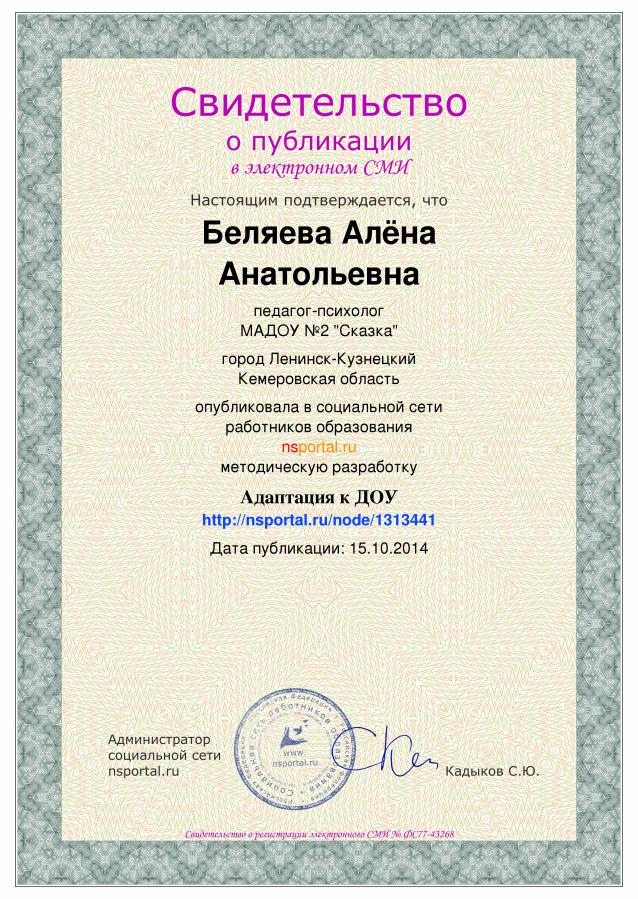 Свидетельство
о публикации
в электронном СМИ
Настоящим подтверждается, что
Беляева Алёна
Анатольевна
педагог-психолог
МАДОУ №2 "Сказка"
город Ленинск-Кузнецкий
Кемеровская область
опубликовала в социальной сети
работников образования
nsportal.ru
методическую разработку
Адаптация к ДОУ
http://nsportal.ru/node/1313441
Дата публикации: 15.10.2014
Администратор
социальной сети
nsportal.ru
Социальная сеть работников образования
www.
nsportal.ru
Кадыков С.Ю.
Свидетельство о регистрации электронного СМИ № ФС77-43268